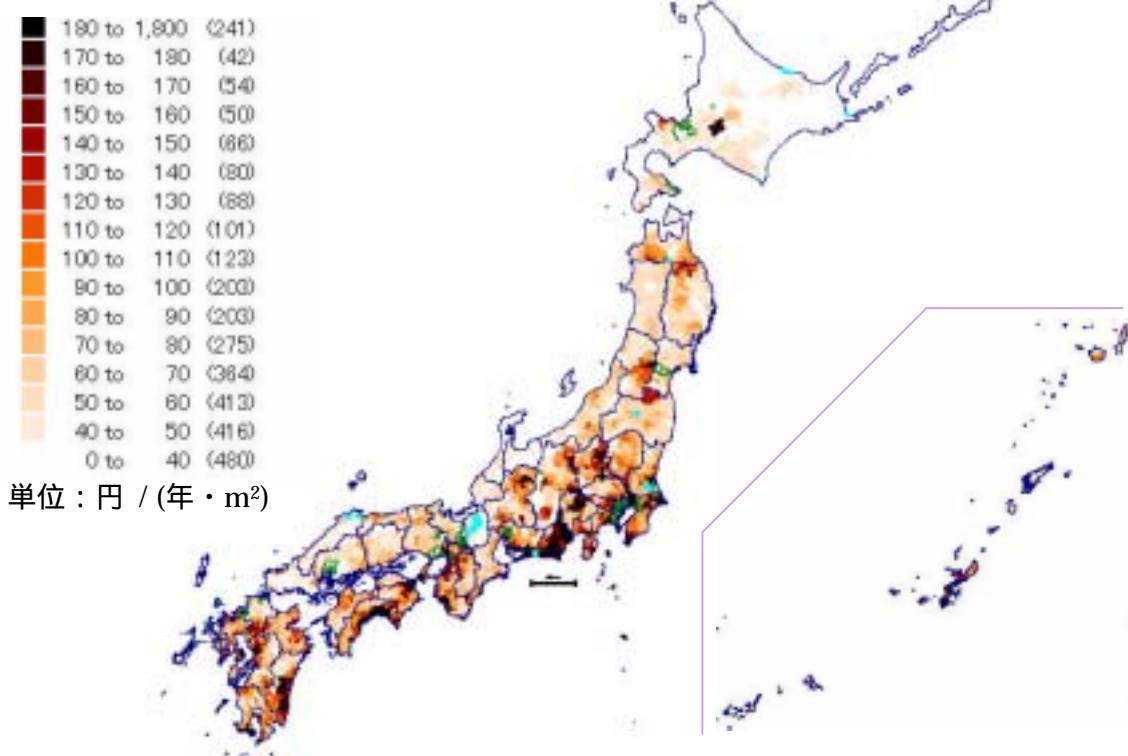 180 to 1,800 (241)
170 to 180 (42)
160 to 170 (54)
150 to 160 (50)
140 to 150 (66)
130 to 140 (80)
120 to 130 (88)
110 to 120 (101)
100 to 110 (123)
90 to 100 (203)
80 to 90 (203)
70 to 80 (275)
60 to 70 (364)
50 to 60 (413)
40 to 50 (416)
0 to 40 (480)
単位：円 / (年・m²)